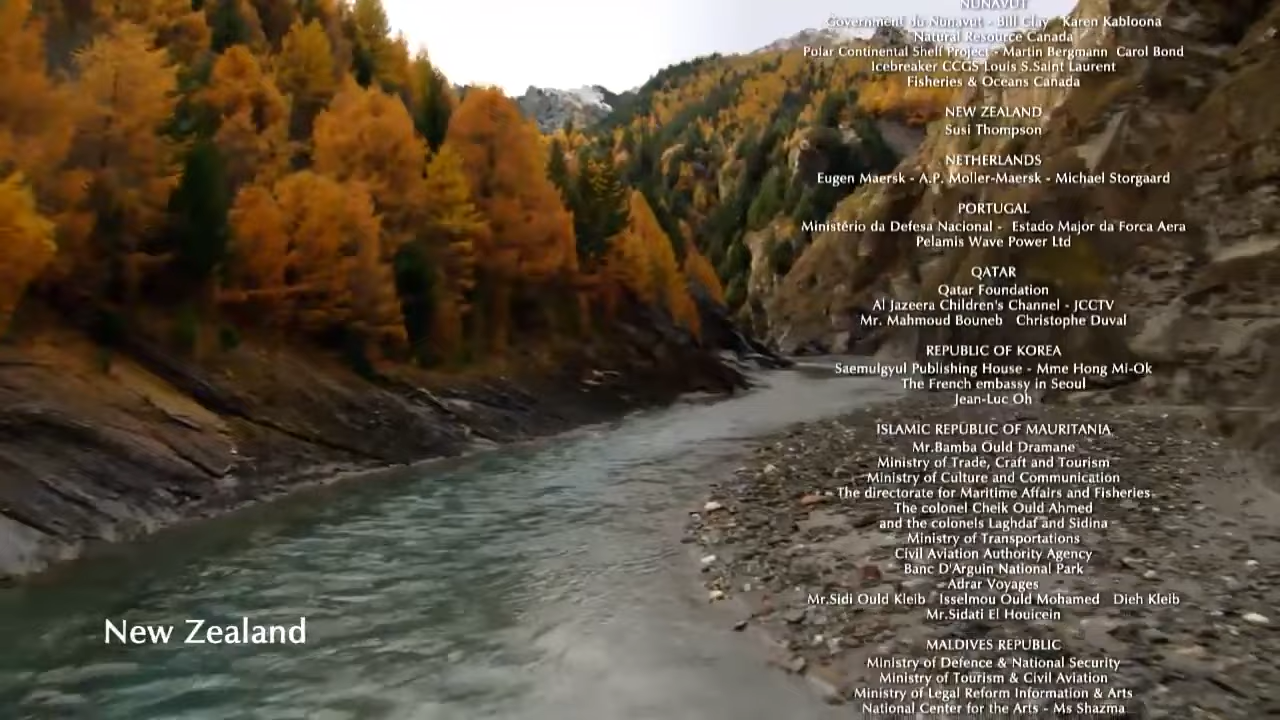 NUNAVUT
Government du Nunavut - Bill Clay   Karen Kabloona
Natural Resource Canada
Polar Continental Shelf Project - Martin Bergmann  Carol Bond
Icebreaker CCGS Louis S.Saint Laurent
Fisheries & Oceans Canada
NEW ZEALAND
Susi Thompson
NETHERLANDS
Eugen Maersk - A.P. Moller-Maersk - Michael Storgaard
PORTUGAL
Ministério da Defesa Nacional -  Estado Major da Forca Aera
Pelamis Wave Power Ltd
QATAR
Qatar Foundation
Al Jazeera Children's Channel - JCCTV
Mr. Mahmoud Bouneb   Christophe Duval
REPUBLIC OF KOREA
Saemulgyul Publishing House - Mme Hong Mi-Ok
The French embassy in Seoul
Jean-Luc Oh
ISLAMIC REPUBLIC OF MAURITANIA
Mr.Bamba Ould Dramane
Ministry of Trade, Craft and Tourism
Ministry of Culture and Communication
The directorate for Maritime Affairs and Fisheries
The colonel Cheik Ould Ahmed
and the colonels Laghdaf and Sidina
Ministry of Transportations
Civil Aviation Authority Agency
Banc D'Arguin National Park
Adrar Voyages
Mr.Sidi Ould Kleib   Isselmou Ould Mohamed   Dieh Kleib
Mr.Sidati El Houicein
New Zealand
MALDIVES REPUBLIC
Ministry of Defence & National Security
Ministry of Tourism & Civil Aviation
Ministry of Legal Reform Information & Arts
National Center for the Arts - Ms Shazma